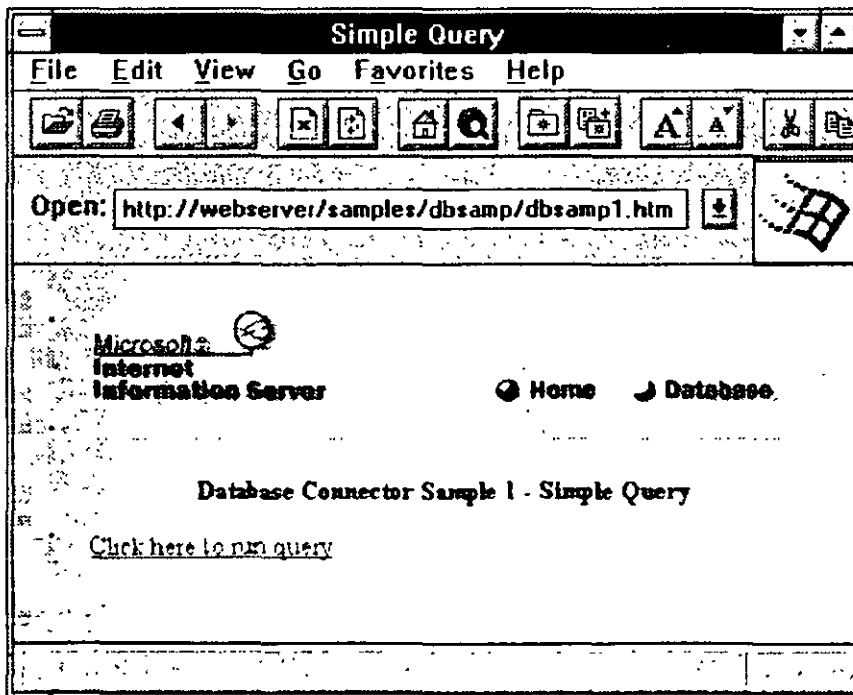 Simple Query
File Edit View Go Favorites Help
Open: http://webserver/samples/dbsamp/dbsamp1.htm
Microsoft®
Internet
Information Server
Home Database
Database Connector Sample 1 - Simple Query
Click here to run query